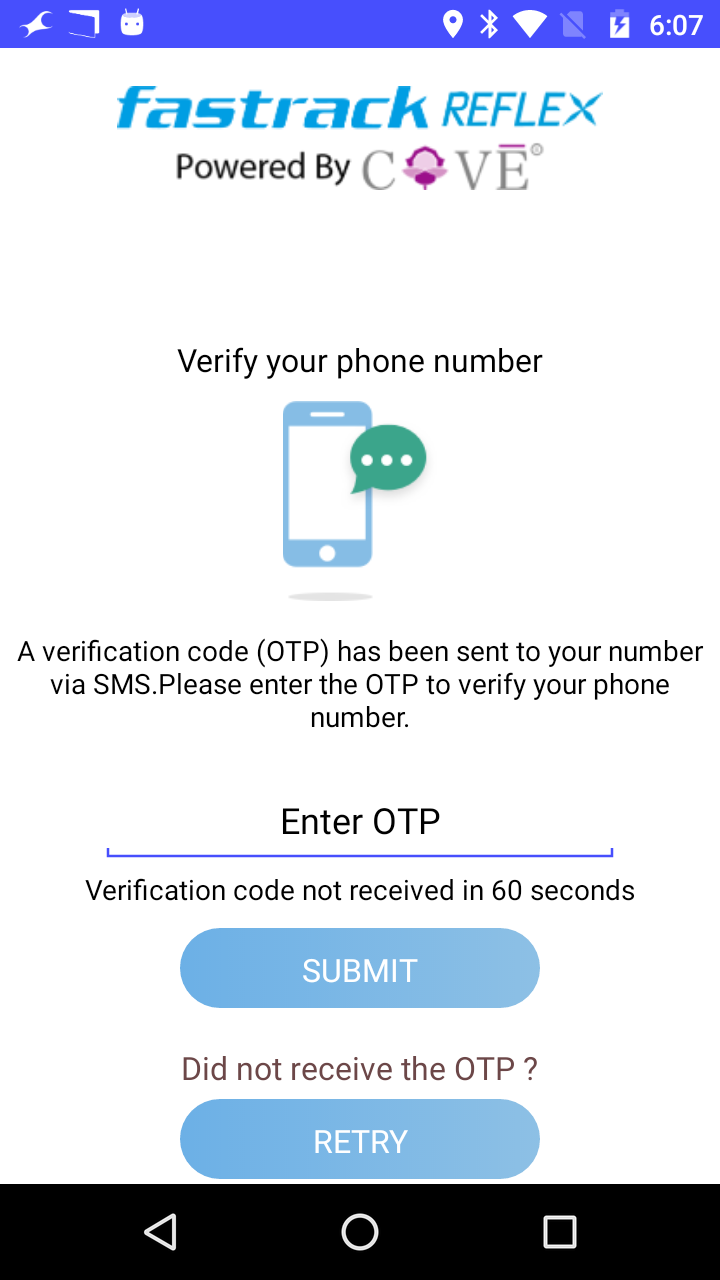 6:07
fastrack REFLEX
Powered By COVE®
Verify your phone number
A verification code (OTP) has been sent to your number
via SMS.Please enter the OTP to verify your phone
number.
Enter OTP
Verification code not received in 60 seconds
SUBMIT
Did not receive the OTP ?
RETRY